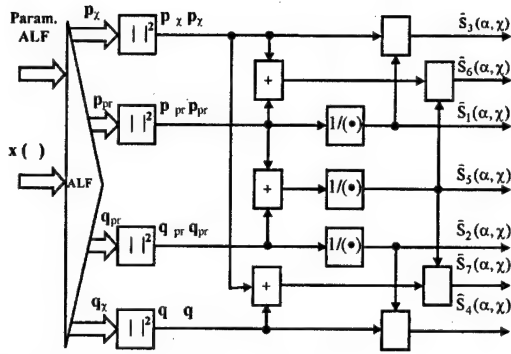 Param.
ALF
x ( )
ALF
p_χ
| |²
p_χ p_χ
p_pr
| |²
p_pr p_pr
q_pr
| |²
q_pr q_pr
q_χ
| |²
q q
+
+
+
1/(•)
1/(•)
1/(•)
Ŝ₃(α,χ)
Ŝ₆(α,χ)
Ŝ₁(α,χ)
Ŝ₅(α,χ)
Ŝ₂(α,χ)
Ŝ₇(α,χ)
Ŝ₄(α,χ)